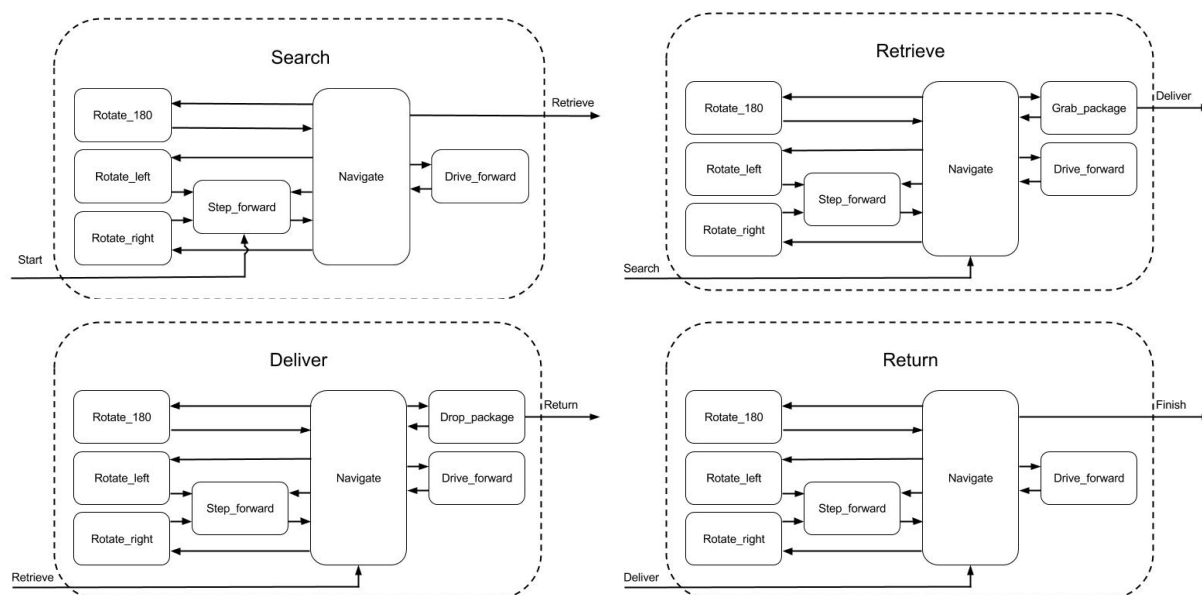 Search
Rotate_180
Rotate_left
Rotate_right
Step_forward
Navigate
Drive_forward
Start
Retrieve
Retrieve
Rotate_180
Rotate_left
Rotate_right
Step_forward
Navigate
Grab_package
Drive_forward
Search
Deliver
Deliver
Rotate_180
Rotate_left
Rotate_right
Step_forward
Navigate
Drop_package
Drive_forward
Retrieve
Return
Return
Rotate_180
Rotate_left
Rotate_right
Step_forward
Navigate
Drive_forward
Deliver
Finish